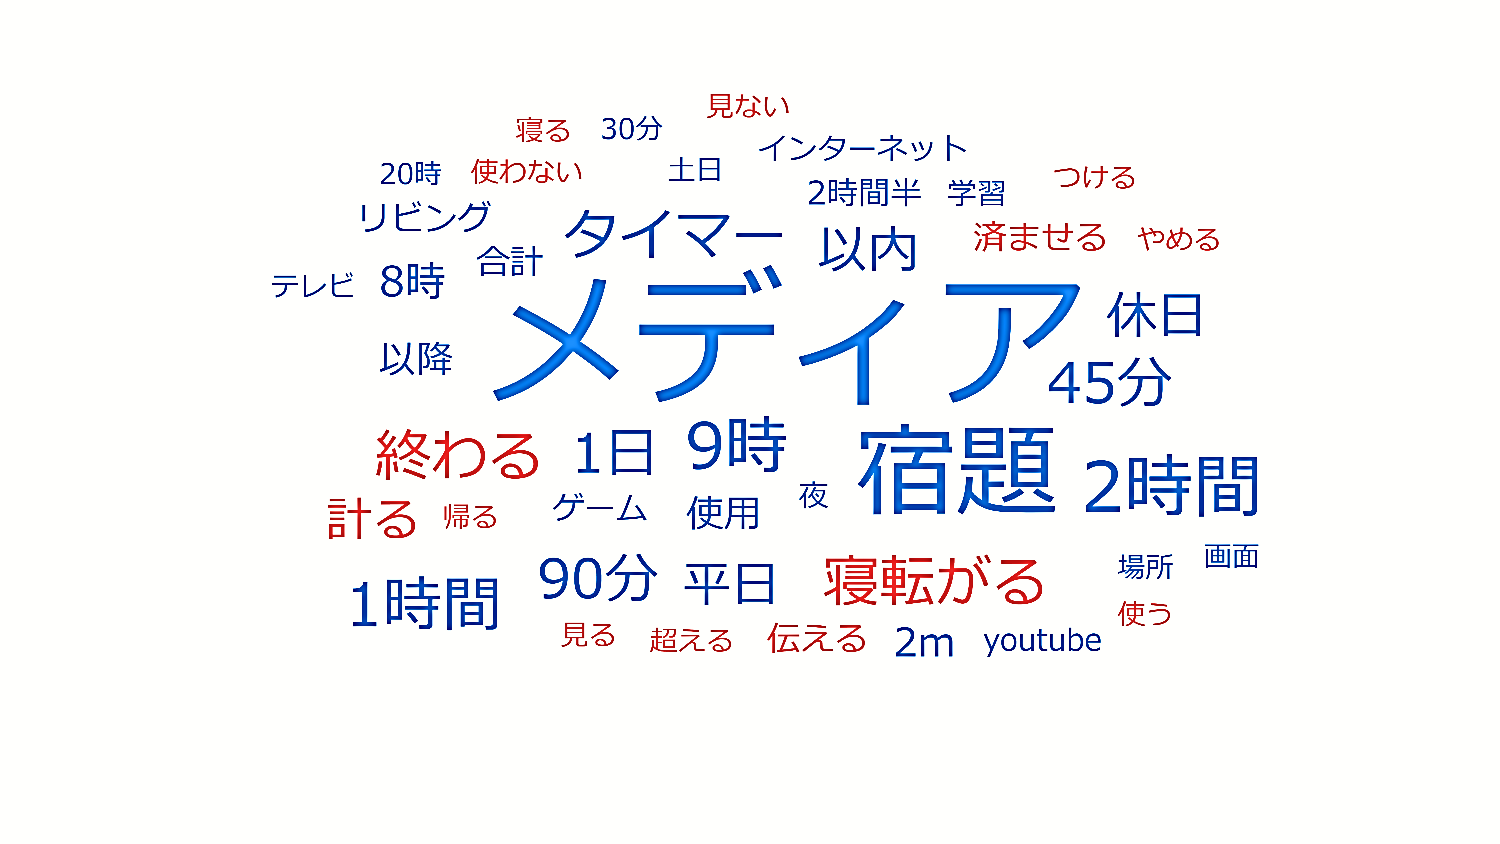 見ない
寝る 30分
インターネット
20時 使わない 土日 つける
2時間半 学習
リビング タイマー 以内 済ませる やめる
合計
テレビ 8時
メディア 休日
以降 45分
終わる 1日 9時 宿題 2時間
計る 帰る ゲーム 使用 夜
1時間 90分 平日 寝転がる 場所 画面
使う
見る 超える 伝える 2m youtube